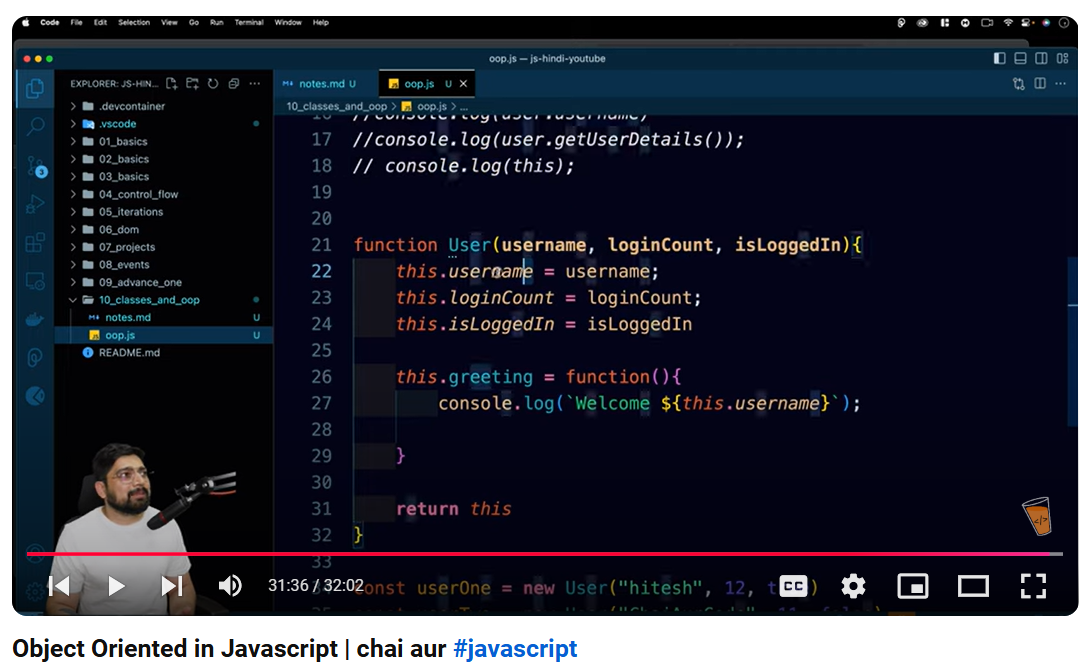 Code File Edit Selection View Go Run Terminal Window Help
oop.js — js-hindi-youtube
EXPLORER: JS-HIN...
notes.md U
oop.js U
10_classes_and_oop > oop.js > ...
.devcontainer
.vscode
01_basics
02_basics
03_basics
04_control_flow
05_iterations
06_dom
07_projects
08_events
09_advance_one
10_classes_and_oop
notes.md U
oop.js U
README.md
3
16 //console.log(user.username)
17 //console.log(user.getUserDetails());
18 // console.log(this);
19
20
21 function User(username, loginCount, isLoggedIn){
22 this.username = username;
23 this.loginCount = loginCount;
24 this.isLoggedIn = isLoggedIn
25
26 this.greeting = function(){
27 console.log(`Welcome ${this.username}`);
28
29 }
30
31 return this
32 }
33
const userOne = new User("hitesh", 12, t
31:36 / 32:02
CC
Object Oriented in Javascript | chai aur #javascript